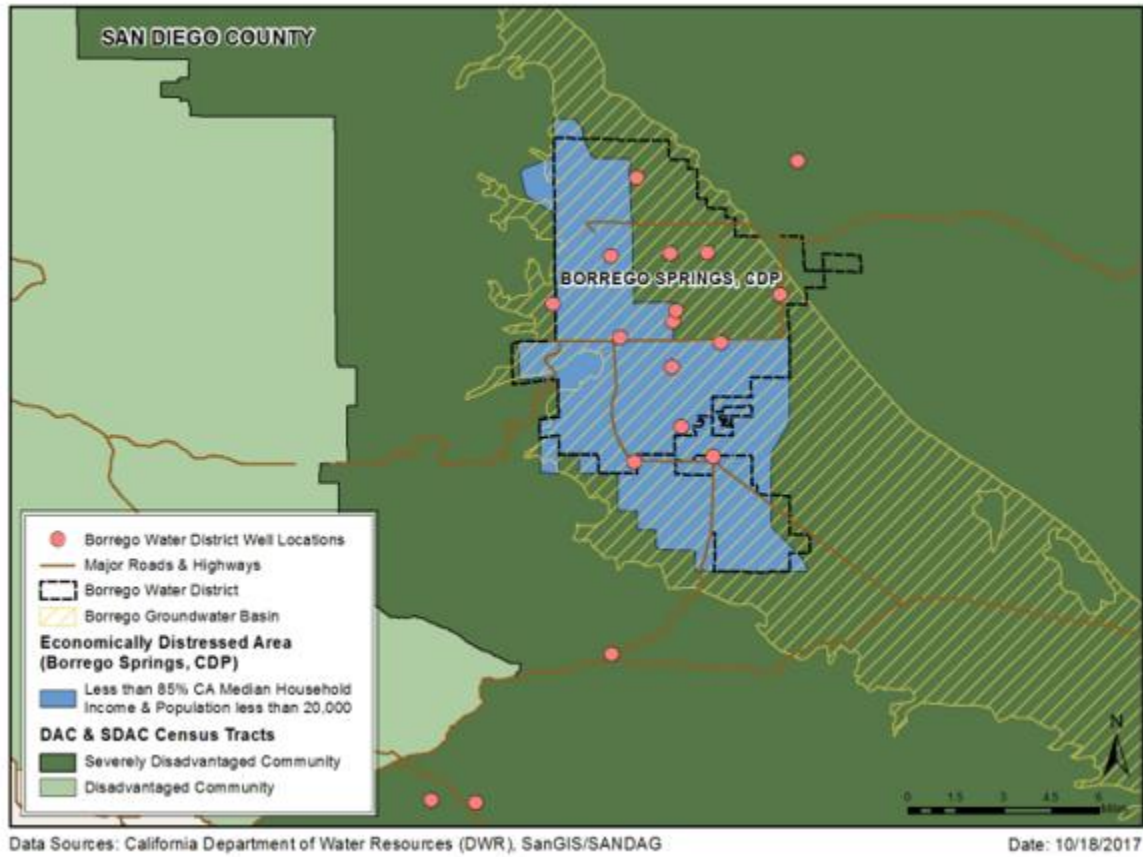 SAN DIEGO COUNTY
BORREGO SPRINGS, CDP
Borrego Water District Well Locations
Major Roads & Highways
Borrego Water District
Borrego Groundwater Basin
Economically Distressed Area
(Borrego Springs, CDP)
Less than 85% CA Median Household
Income & Population less than 20,000
DAC & SDAC Census Tracts
Severely Disadvantaged Community
Disadvantaged Community
N
0 1.5 3 4.5 6
Miles
Data Sources: California Department of Water Resources (DWR), SanGIS/SANDAG
Date: 10/18/2017